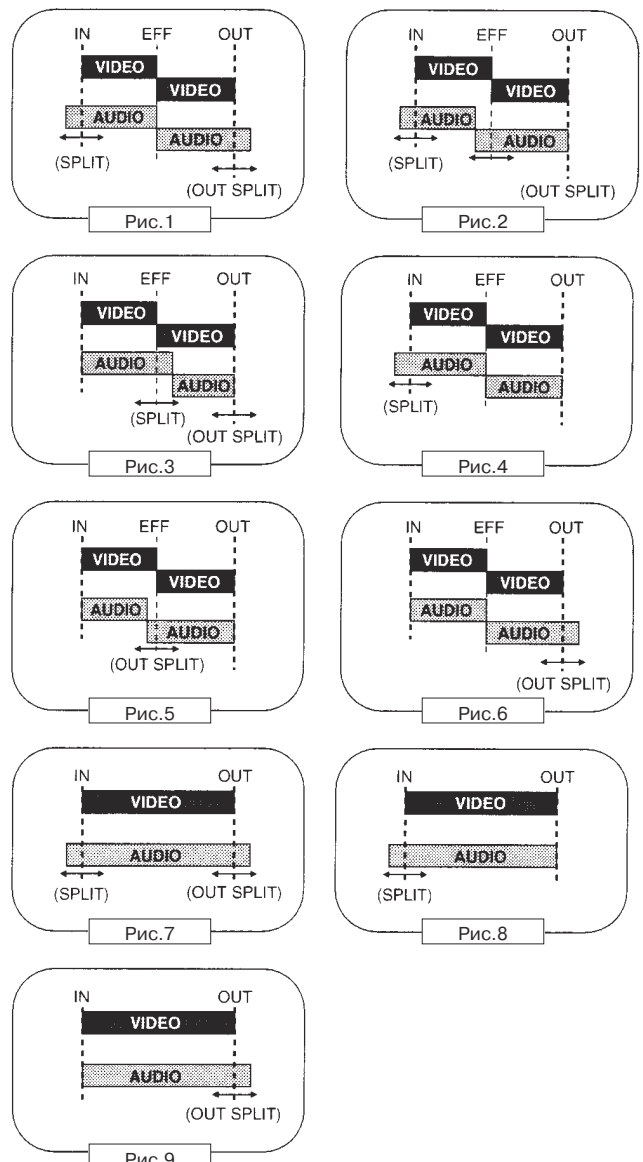 IN EFF OUT
VIDEO
VIDEO
AUDIO
AUDIO
(SPLIT)
(OUT SPLIT)
Рис.1
IN EFF OUT
VIDEO
VIDEO
AUDIO
AUDIO
(SPLIT)
(OUT SPLIT)
Рис.2
IN EFF OUT
VIDEO
VIDEO
AUDIO
AUDIO
(SPLIT)
(OUT SPLIT)
Рис.3
IN EFF OUT
VIDEO
VIDEO
AUDIO
AUDIO
(SPLIT)
Рис.4
IN EFF OUT
VIDEO
VIDEO
AUDIO
AUDIO
(OUT SPLIT)
Рис.5
IN EFF OUT
VIDEO
VIDEO
AUDIO
AUDIO
(OUT SPLIT)
Рис.6
IN OUT
VIDEO
AUDIO
(SPLIT) (OUT SPLIT)
Рис.7
IN OUT
VIDEO
AUDIO
(SPLIT)
Рис.8
IN OUT
VIDEO
AUDIO
(OUT SPLIT)
Рис.9